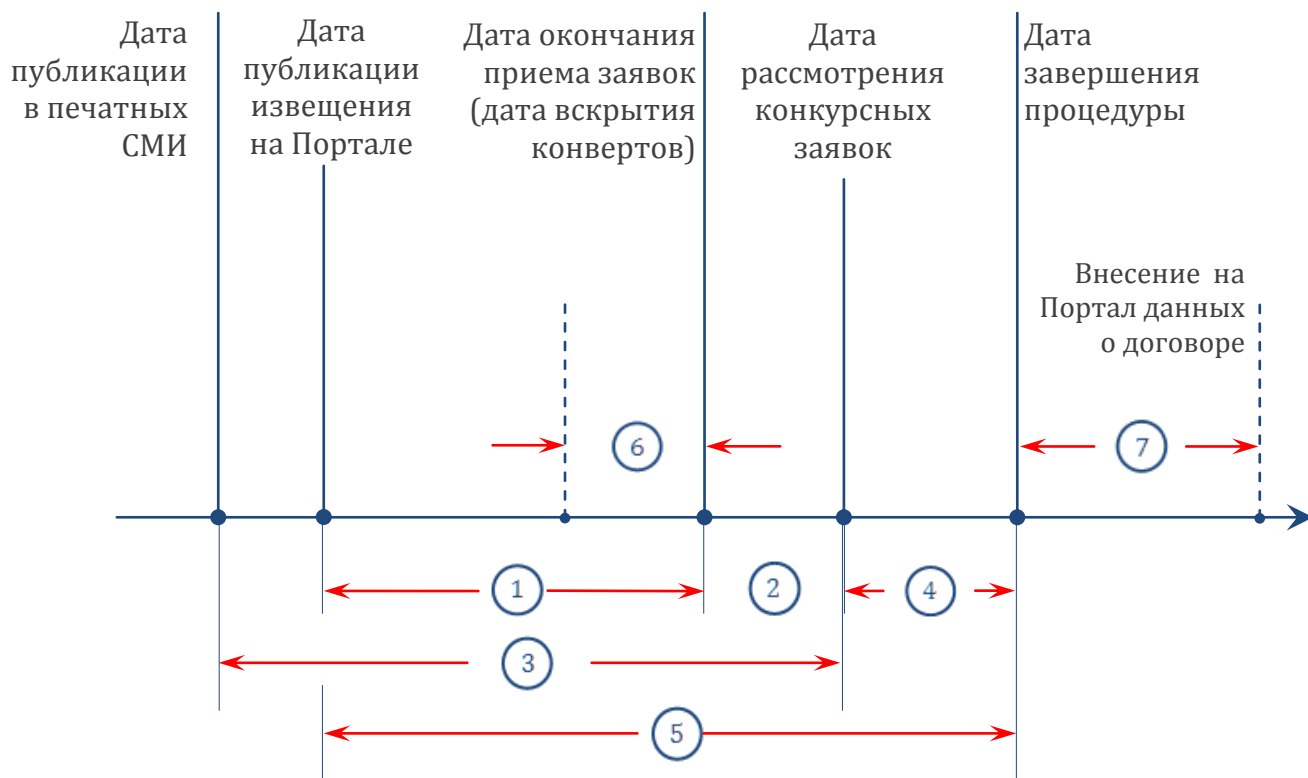 Дата
публикации
в печатных
СМИ
Дата
публикации
извещения
на Портале
Дата окончания
приема заявок
(дата вскрытия
конвертов)
Дата
рассмотрения
конкурсных
заявок
Дата
завершения
процедуры
Внесение на
Портал данных
о договоре
6
7
1
2
4
3
5